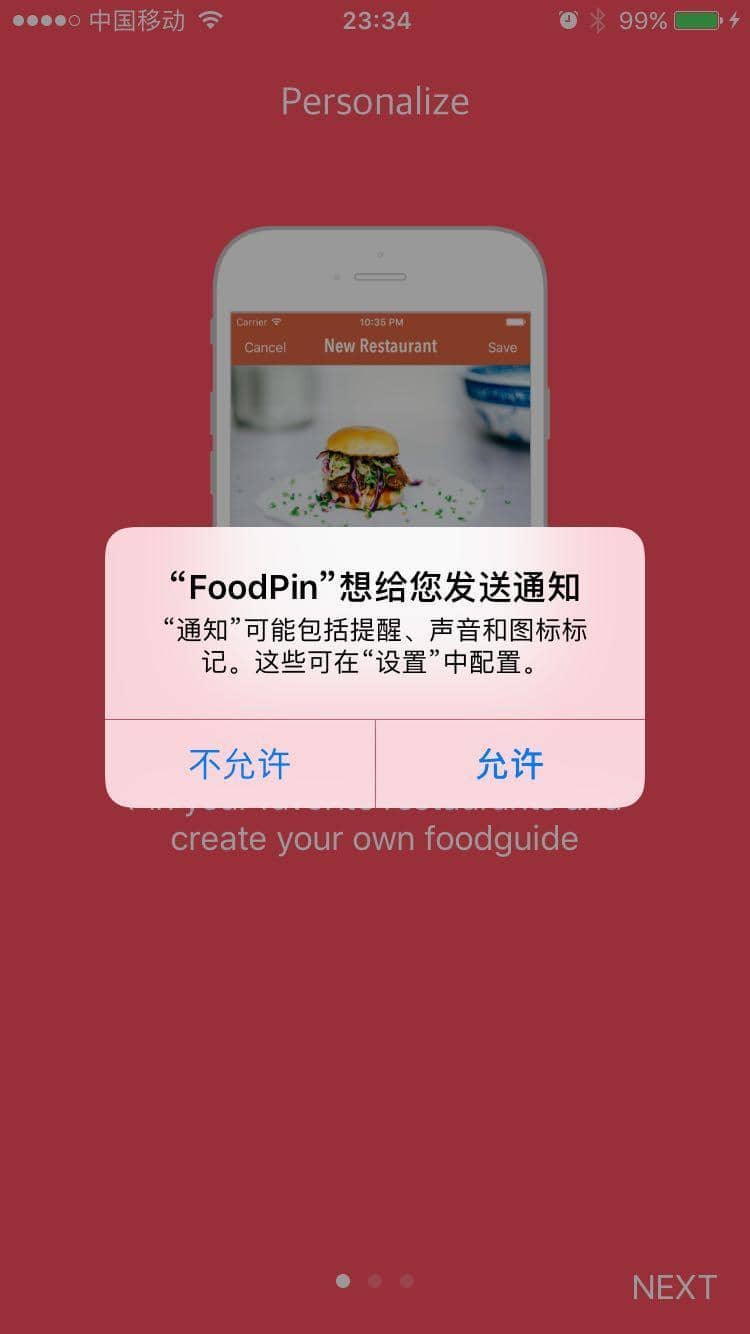 中国移动
23:34
99%
Personalize
Carrier
10:35 PM
Cancel
New Restaurant
Save
“FoodPin”想给您发送通知
“通知”可能包括提醒、声音和图标标
记。这些可在“设置”中配置。
不允许
允许
create your own foodguide
NEXT